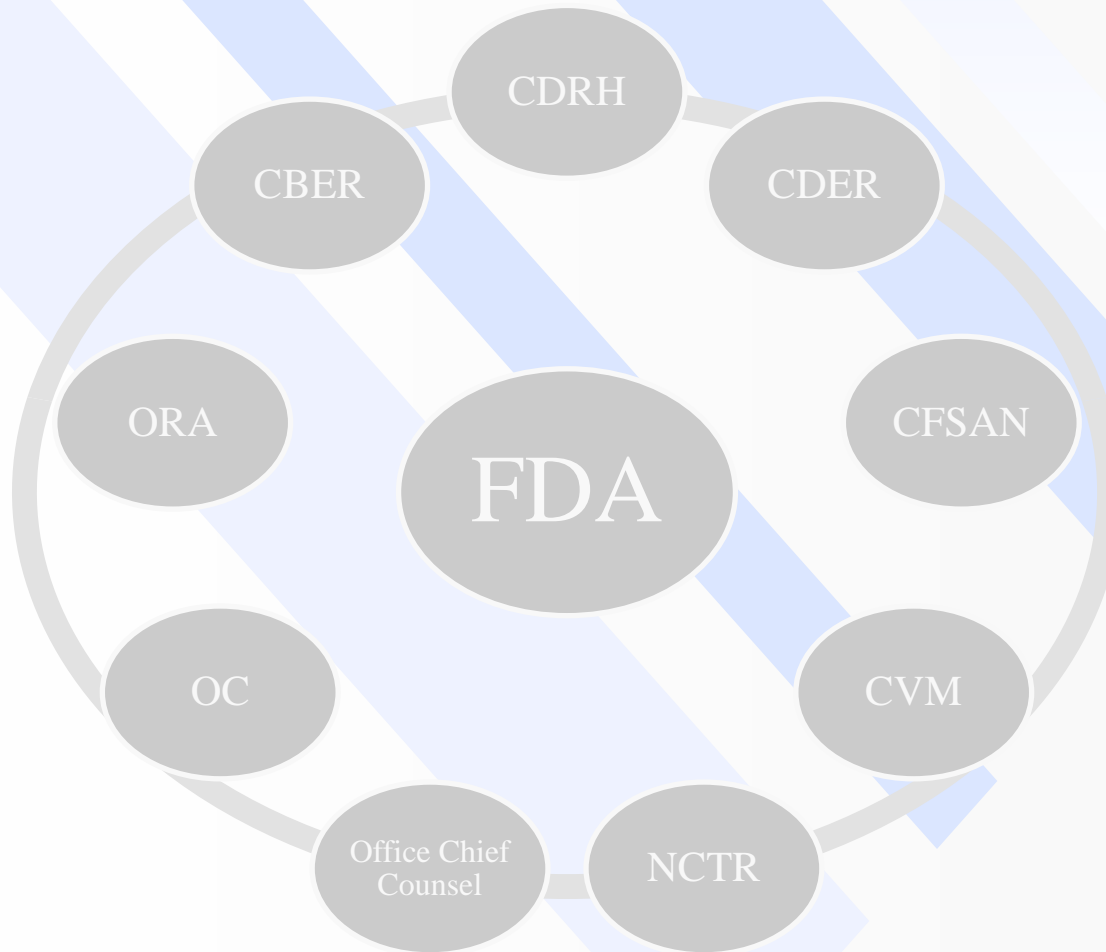 CDRH
CBER
CDER
ORA
CFSAN
FDA
OC
CVM
Office Chief
Counsel
NCTR